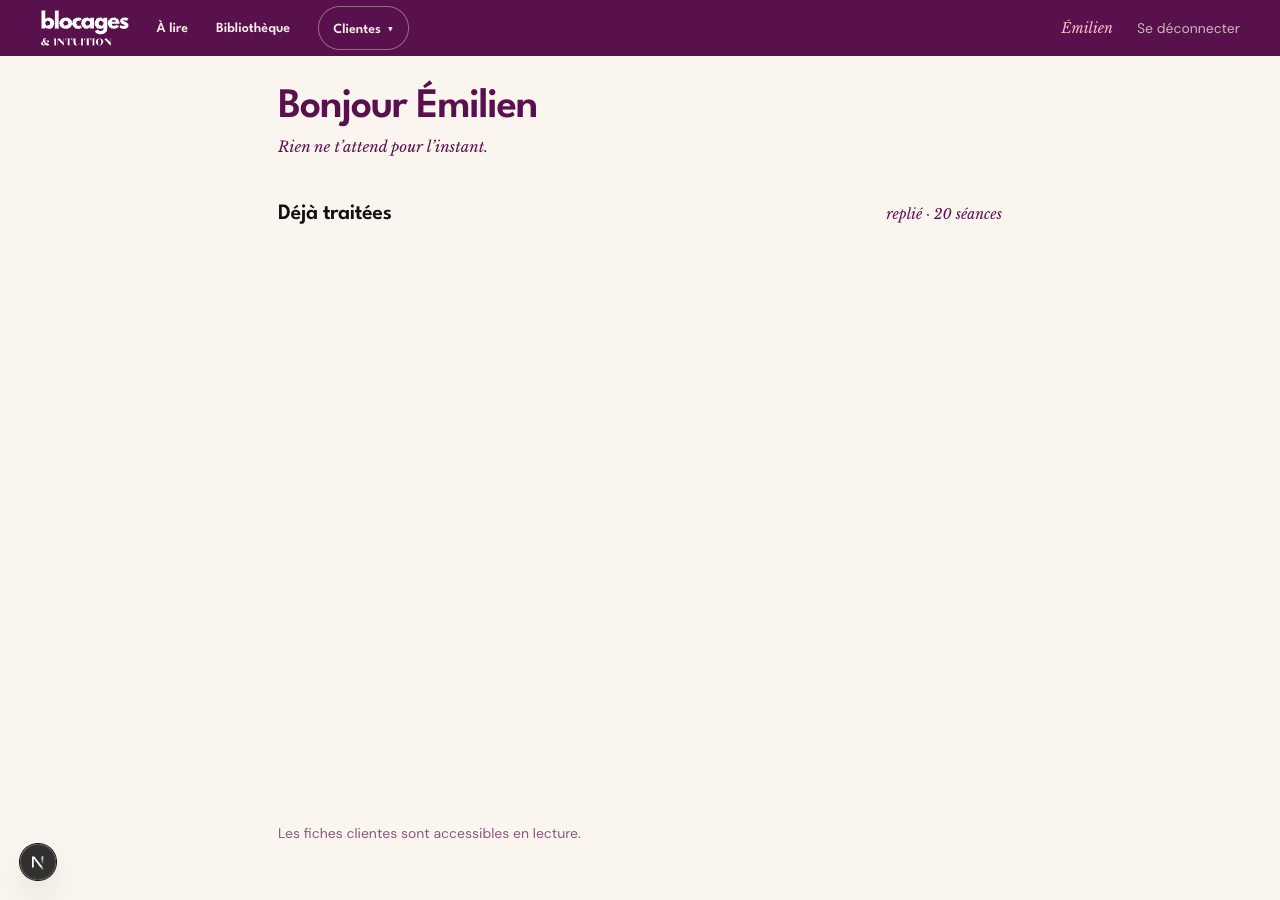 blocages
& INTUITION
À lire
Bibliothèque
Clientes ▾
Émilien
Se déconnecter
Bonjour Émilien
Rien ne t’attend pour l’instant.
Déjà traitées
replié · 20 séances
Les fiches clientes sont accessibles en lecture.
N